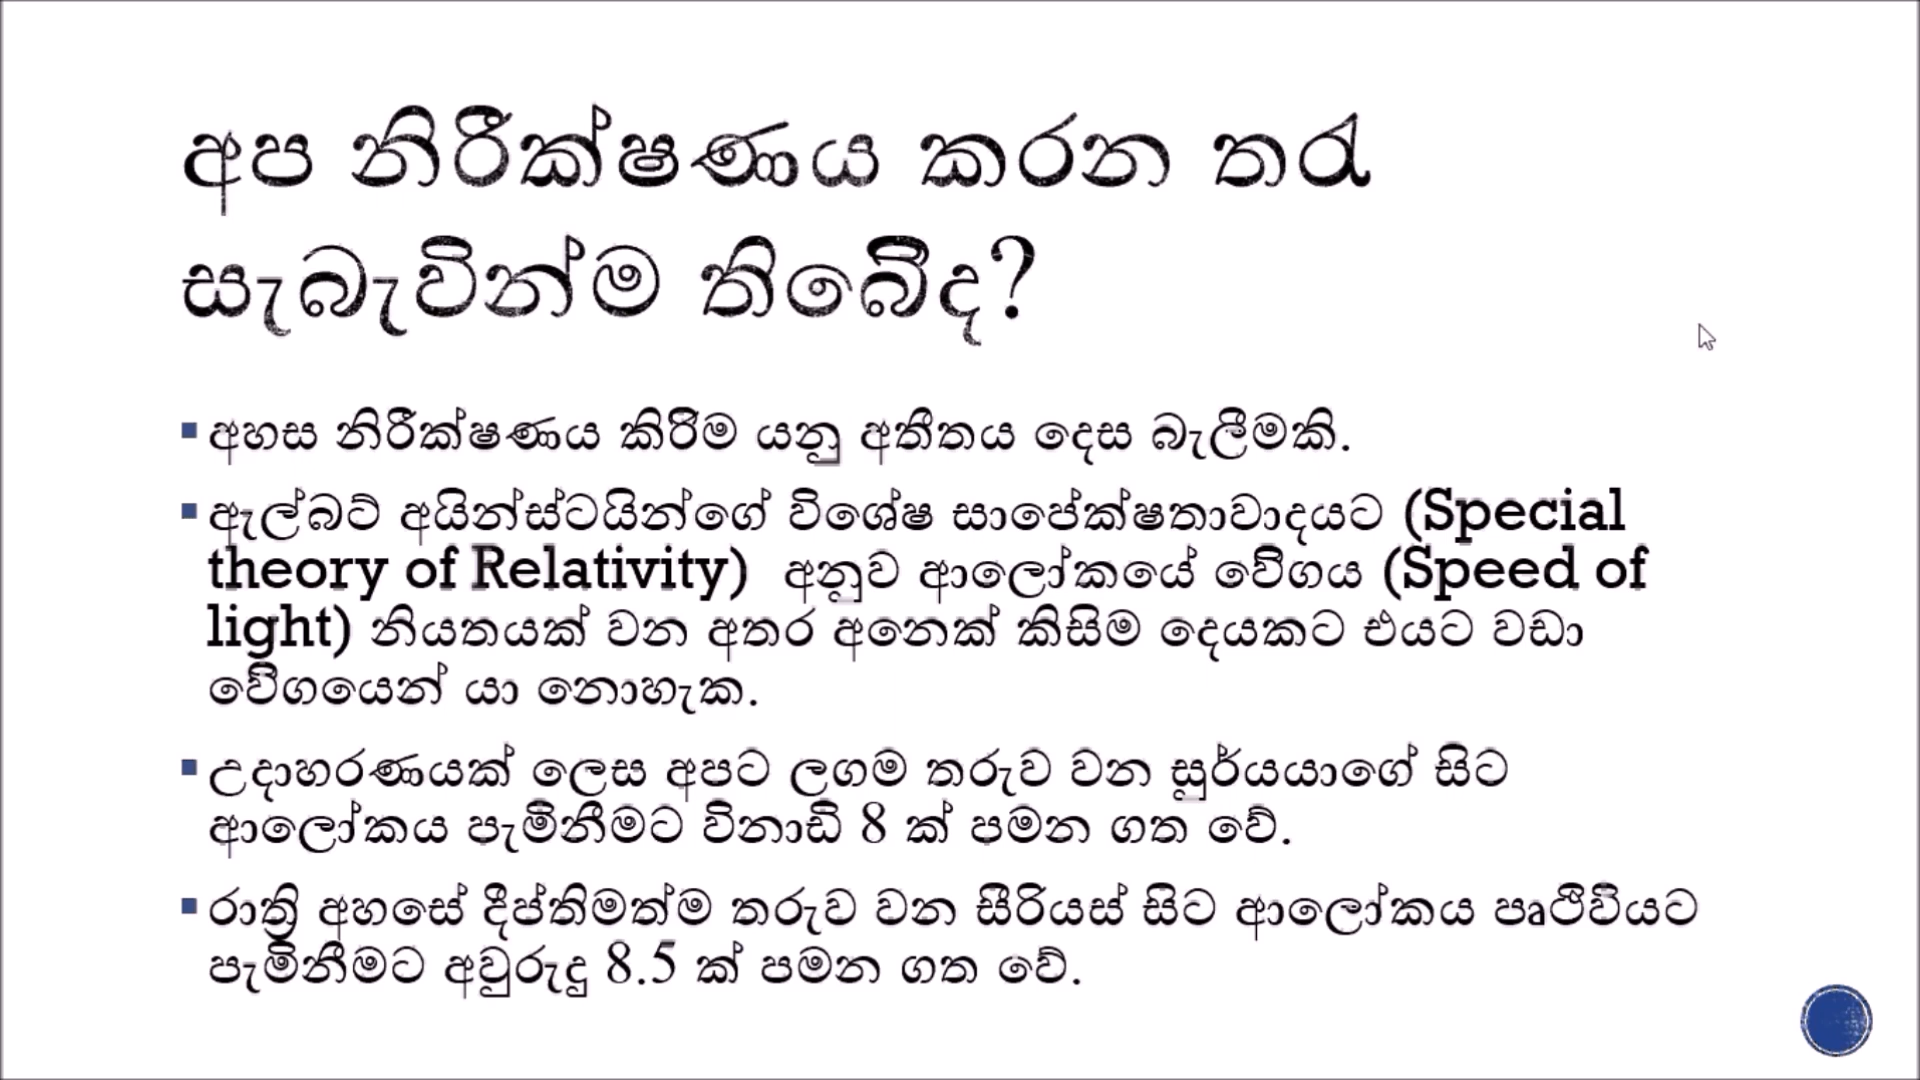 අප නිරීක්ෂණය කරන තරු
සැබැවින්ම තිබේද?
අහස නිරීක්ෂණය කිරීම යනු අතීතය දෙස බැලීමකි.
ඇල්බට් අයින්ස්ටයින්ගේ විශේෂ සාපේක්ෂතාවාදයට (Special
theory of Relativity) අනුව ආලෝකයේ වේගය (Speed of
light) නියතයක් වන අතර අනෙක් කිසිම දෙයකට එයට වඩා
වේගයෙන් යා නොහැක.
උදාහරණයක් ලෙස අපට ලගම තරුව වන සුර්යයාගේ සිට
ආලෝකය පැමිනීමට විනාඩි 8 ක් පමන ගත වේ.
රාත්‍රි අහසේ දීප්තිමත්ම තරුව වන සීරියස් සිට ආලෝකය පෘථිවියට
පැමිනීමට අවුරුදු 8.5 ක් පමන ගත වේ.